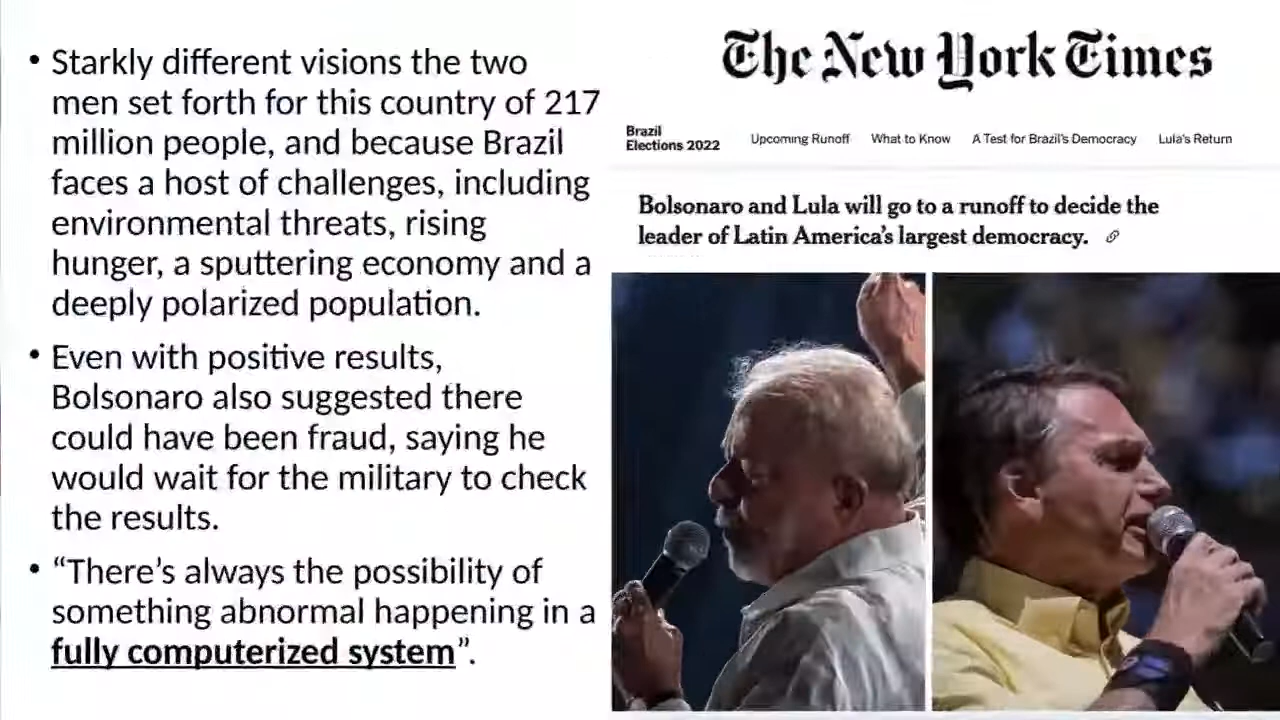 • Starkly different visions the two
men set forth for this country of 217
million people, and because Brazil
faces a host of challenges, including
environmental threats, rising
hunger, a sputtering economy and a
deeply polarized population.
• Even with positive results,
Bolsonaro also suggested there
could have been fraud, saying he
would wait for the military to check
the results.
• “There’s always the possibility of
something abnormal happening in a
fully computerized system”.
The New York Times
Brazil
Elections 2022
Upcoming Runoff What to Know A Test for Brazil's Democracy Lula's Return
Bolsonaro and Lula will go to a runoff to decide the
leader of Latin America’s largest democracy.